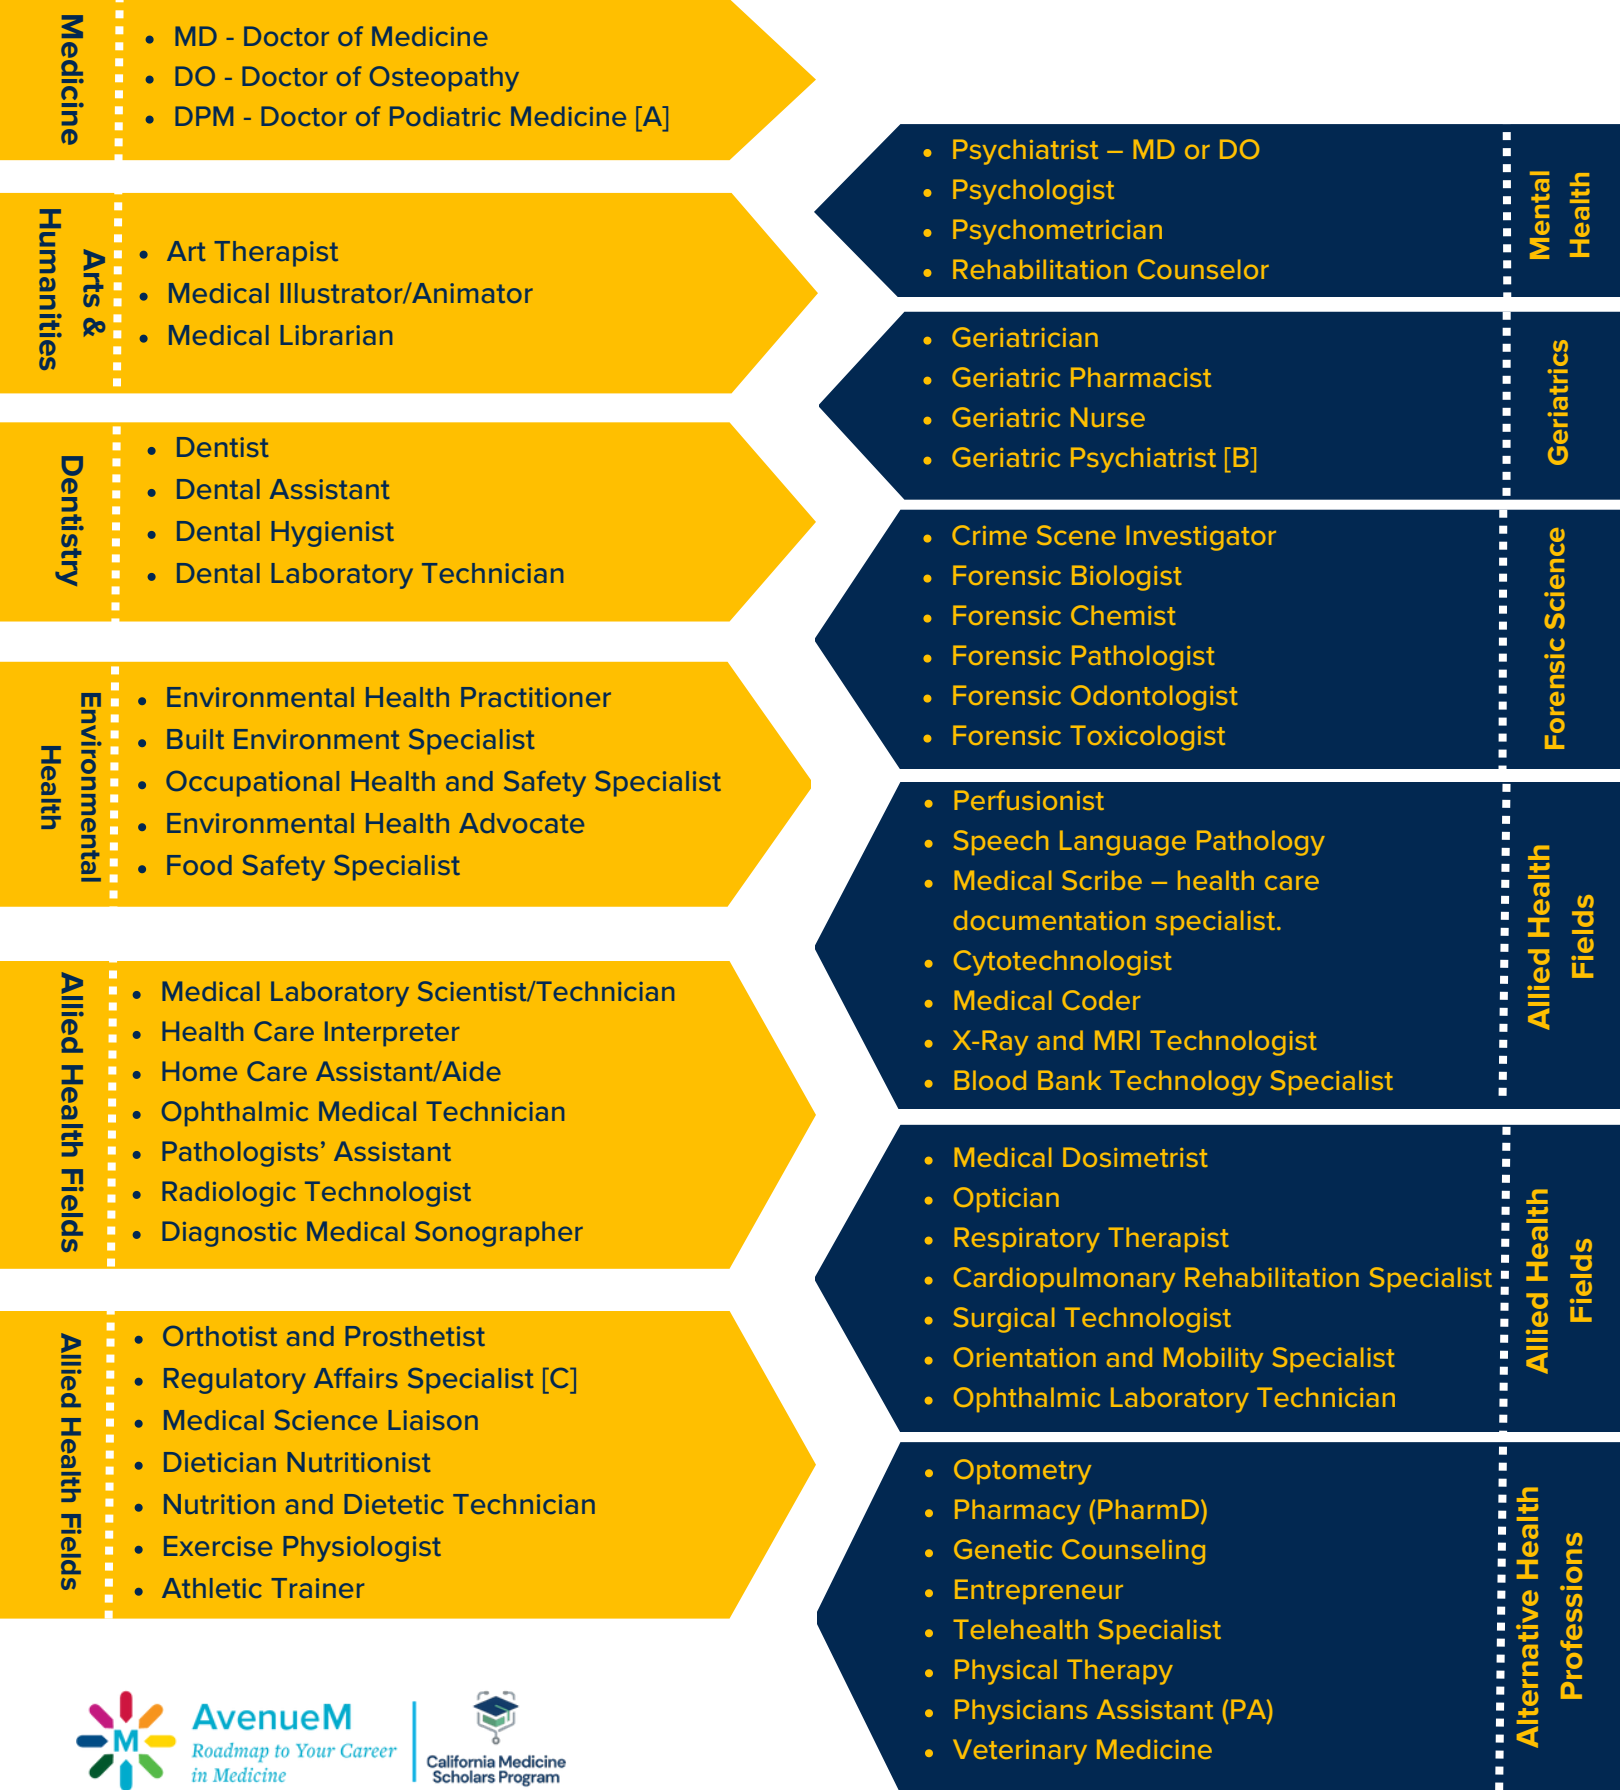 Medicine
MD - Doctor of Medicine
DO - Doctor of Osteopathy
DPM - Doctor of Podiatric Medicine [A]
Arts &
Humanities
Art Therapist
Medical Illustrator/Animator
Medical Librarian
Dentistry
Dentist
Dental Assistant
Dental Hygienist
Dental Laboratory Technician
Environmental
Health
Environmental Health Practitioner
Built Environment Specialist
Occupational Health and Safety Specialist
Environmental Health Advocate
Food Safety Specialist
Allied Health Fields
Medical Laboratory Scientist/Technician
Health Care Interpreter
Home Care Assistant/Aide
Ophthalmic Medical Technician
Pathologists’ Assistant
Radiologic Technologist
Diagnostic Medical Sonographer
Allied Health Fields
Orthotist and Prosthetist
Regulatory Affairs Specialist [C]
Medical Science Liaison
Dietician Nutritionist
Nutrition and Dietetic Technician
Exercise Physiologist
Athletic Trainer
Mental
Health
Psychiatrist – MD or DO
Psychologist
Psychometrician
Rehabilitation Counselor
Geriatrics
Geriatrician
Geriatric Pharmacist
Geriatric Nurse
Geriatric Psychiatrist [B]
Forensic Science
Crime Scene Investigator
Forensic Biologist
Forensic Chemist
Forensic Pathologist
Forensic Odontologist
Forensic Toxicologist
Allied Health
Fields
Perfusionist
Speech Language Pathology
Medical Scribe – health care
documentation specialist.
Cytotechnologist
Medical Coder
X-Ray and MRI Technologist
Blood Bank Technology Specialist
Allied Health
Fields
Medical Dosimetrist
Optician
Respiratory Therapist
Cardiopulmonary Rehabilitation Specialist
Surgical Technologist
Orientation and Mobility Specialist
Ophthalmic Laboratory Technician
Alternative Health
Professions
Optometry
Pharmacy (PharmD)
Genetic Counseling
Entrepreneur
Telehealth Specialist
Physical Therapy
Physicians Assistant (PA)
Veterinary Medicine
M
AvenueM
Roadmap to Your Career
in Medicine
California Medicine
Scholars Program